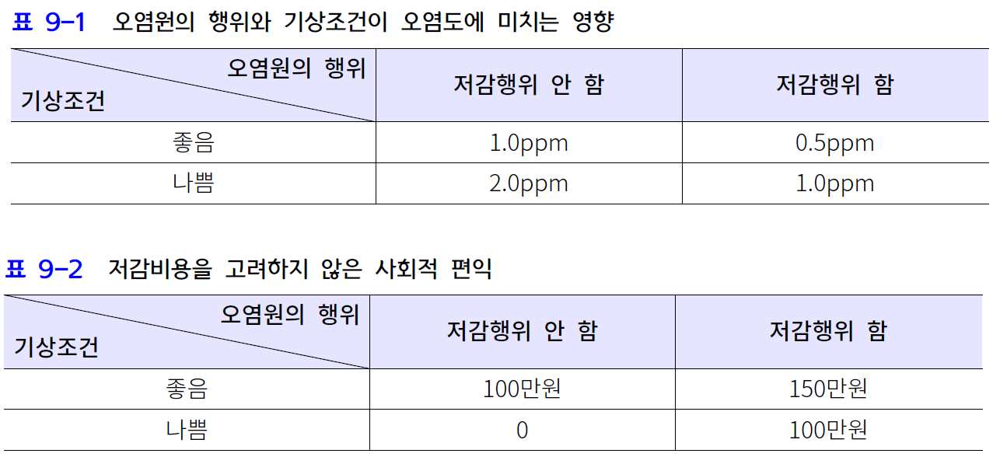 표 9-1 오염원의 행위와 기상조건이 오염도에 미치는 영향
오염원의 행위
기상조건
저감행위 안 함 저감행위 함
좋음 1.0ppm 0.5ppm
나쁨 2.0ppm 1.0ppm
표 9-2 저감비용을 고려하지 않은 사회적 편익
오염원의 행위
기상조건
저감행위 안 함 저감행위 함
좋음 100만원 150만원
나쁨 0 100만원